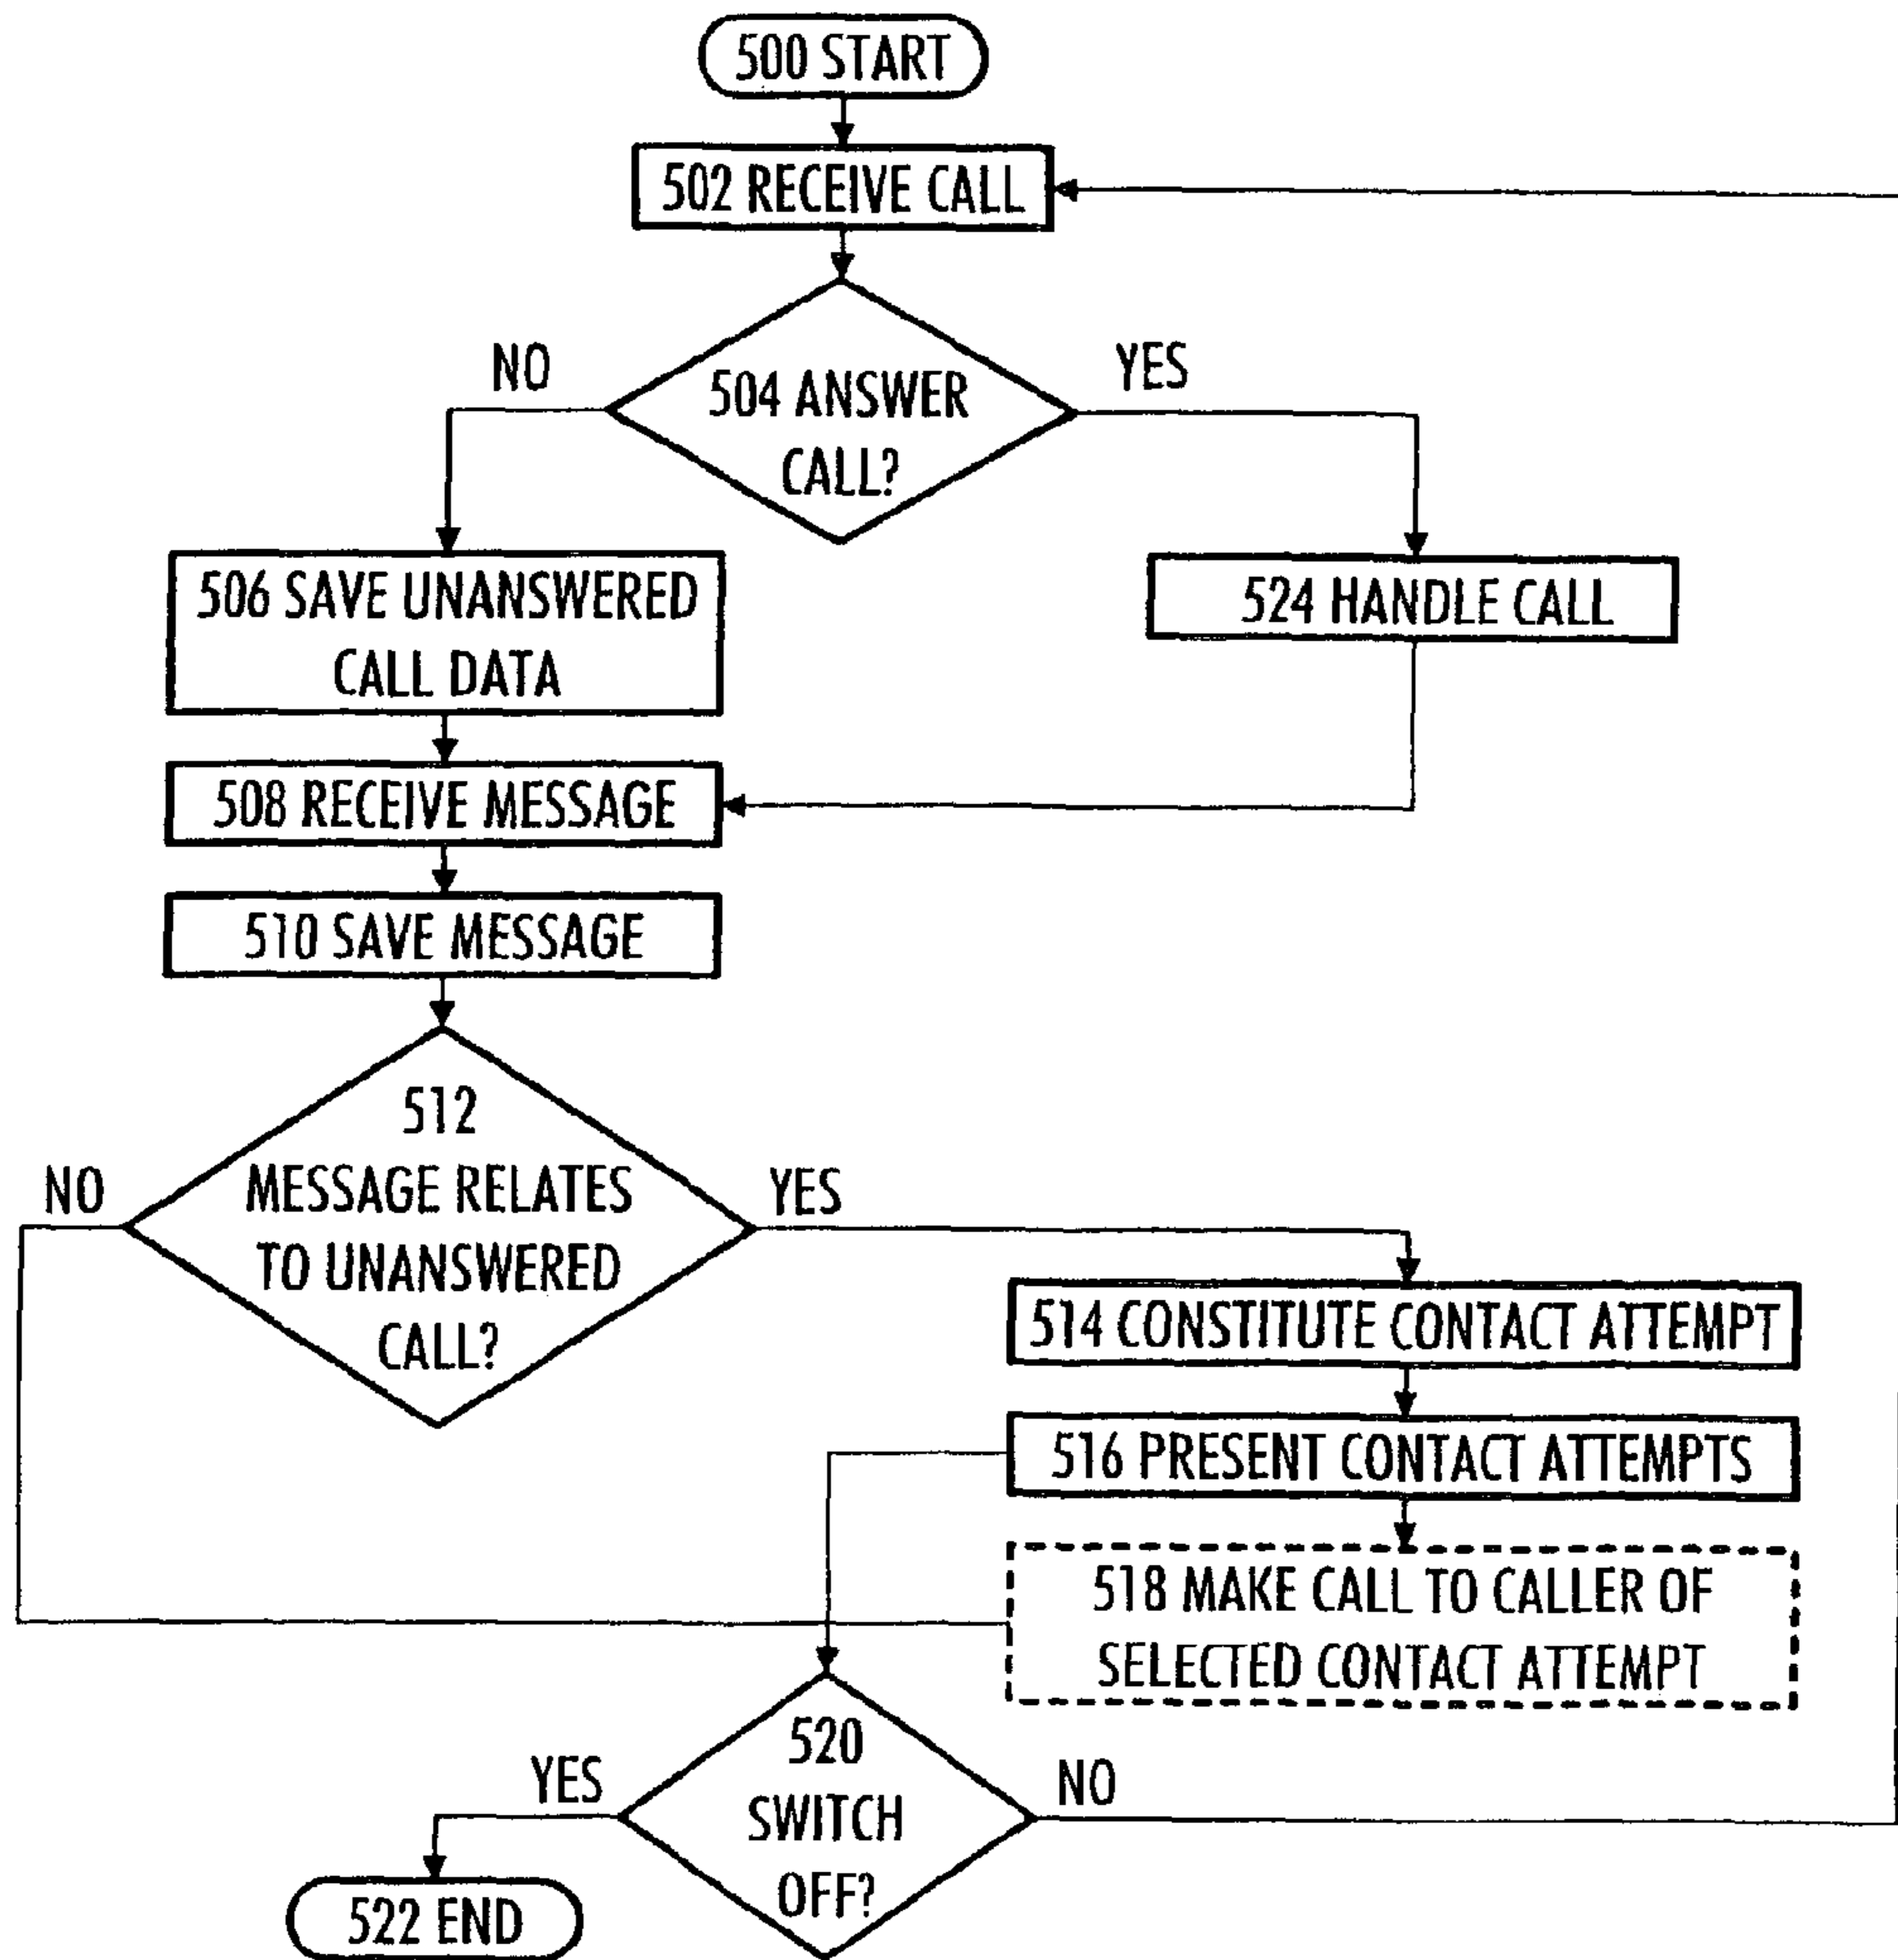 500 START
502 RECEIVE CALL
NO
YES
504 ANSWER
CALL?
506 SAVE UNANSWERED
CALL DATA
524 HANDLE CALL
508 RECEIVE MESSAGE
510 SAVE MESSAGE
512
MESSAGE RELATES
TO UNANSWERED
CALL?
NO
YES
514 CONSTITUTE CONTACT ATTEMPT
516 PRESENT CONTACT ATTEMPTS
518 MAKE CALL TO CALLER OF
SELECTED CONTACT ATTEMPT
520
SWITCH
OFF?
YES
NO
522 END